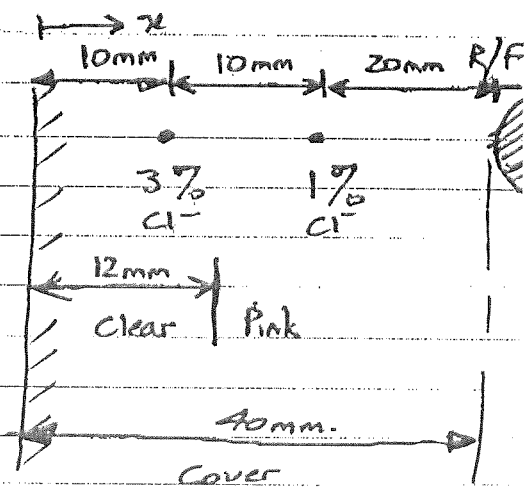 x
10mm 10mm 20mm R/F
3% 1%
Cl⁻ Cl⁻
12mm
Clear Pink
40mm.
Cover